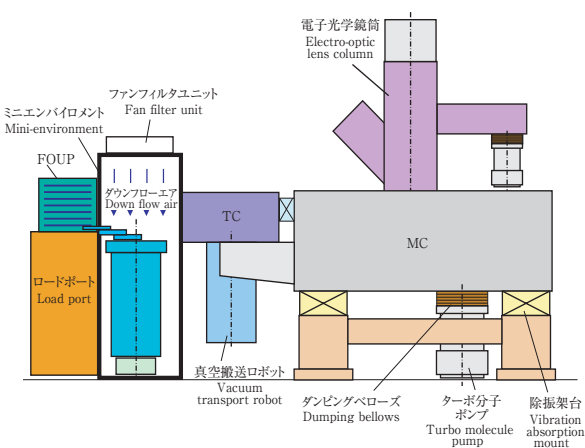 電子光学鏡筒
Electro-optic
lens column
ファンフィルタユニット
Fan filter unit
ミニエンバイロメント
Mini-environment
FOUP
ダウンフローエア
Down flow air
TC
MC
ロードポート
Load port
真空搬送ロボット
Vacuum
transport robot
ダンピングベローズ
Dumping bellows
ターボ分子
ポンプ
Turbo molecule
pump
除振架台
Vibration
absorption
mount